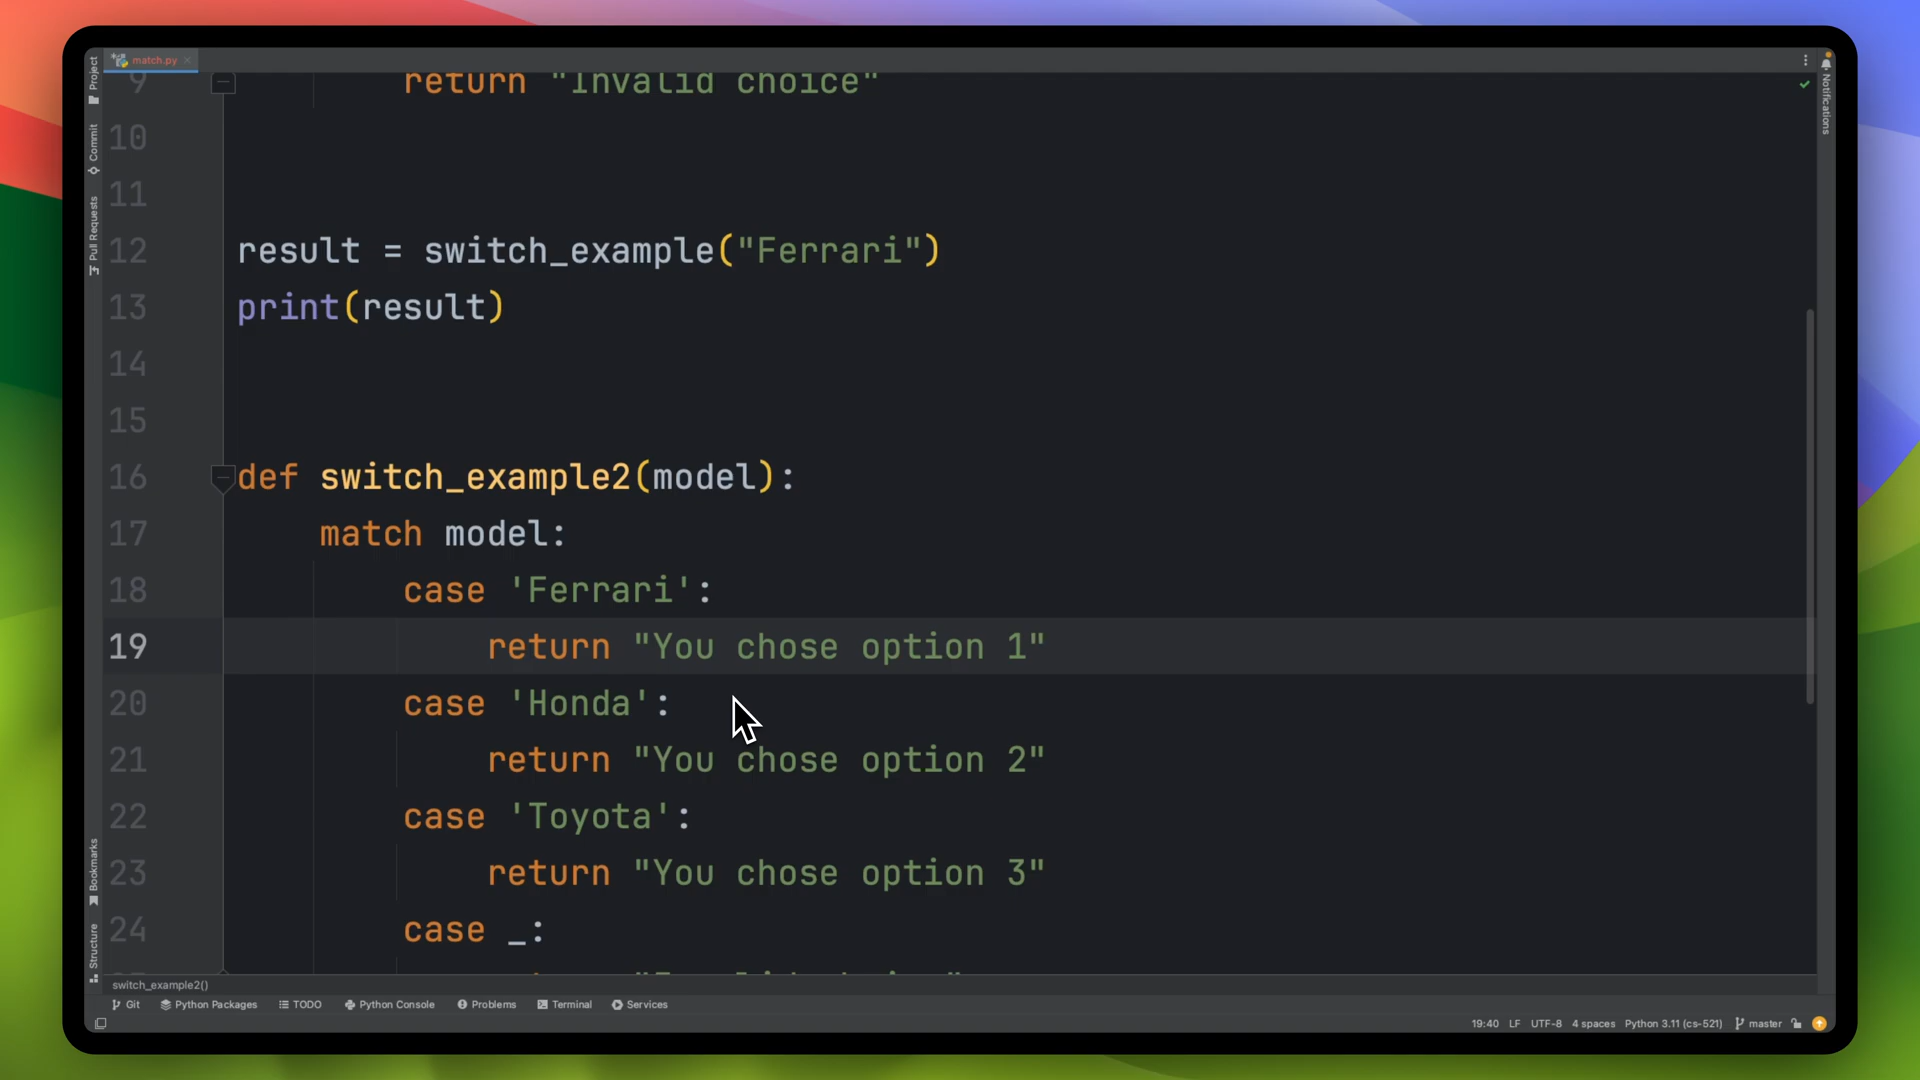 match.py
Project
Commit
Pull Requests
Bookmarks
Structure
Notifications
9 return "Invalid choice"
10
11
12 result = switch_example("Ferrari")
13 print(result)
14
15
16 def switch_example2(model):
17 match model:
18 case 'Ferrari':
19 return "You chose option 1"
20 case 'Honda':
21 return "You chose option 2"
22 case 'Toyota':
23 return "You chose option 3"
24 case _:
switch_example2()
Git Python Packages TODO Python Console Problems Terminal Services
19:40 LF UTF-8 4 spaces Python 3.11 (cs-521) master